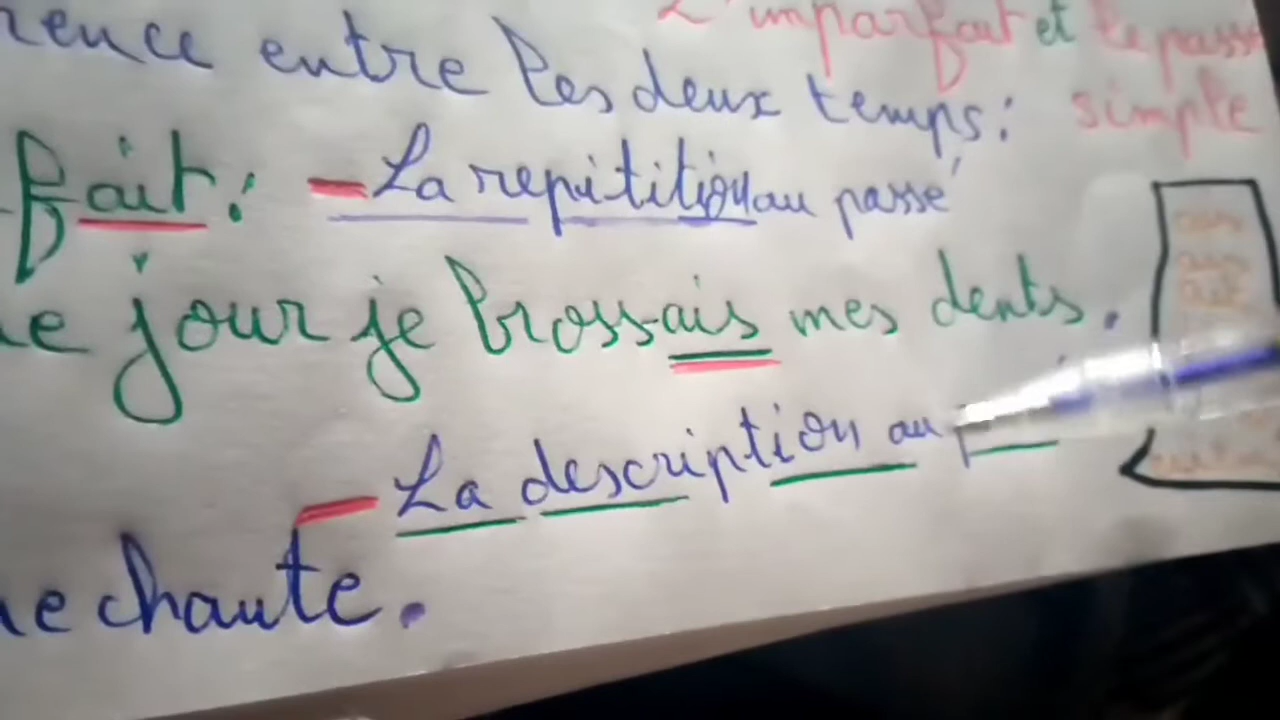 L'imparfait et le passé
rence entre les deux temps: simple
fait: - La repitition au passé
e jour je brossais mes dents.
- La description au p
ne chaute.